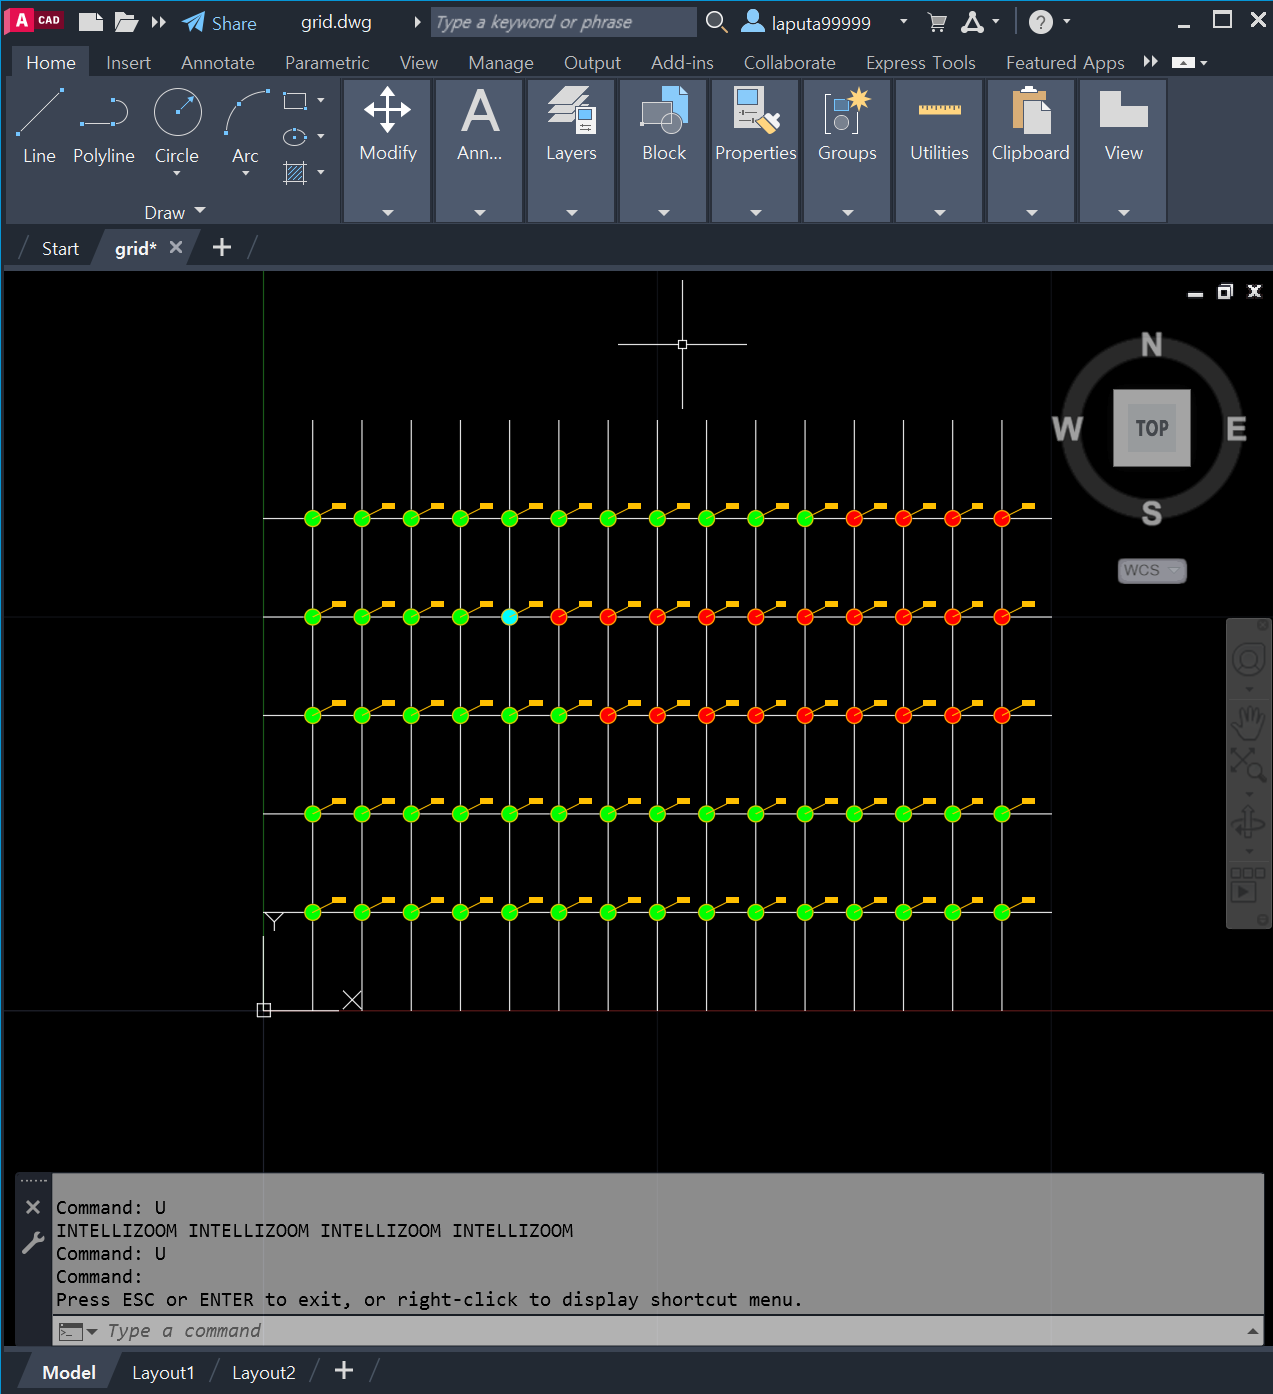 A CAD Share grid.dwg Type a keyword or phrase laputa99999 ?
Home Insert Annotate Parametric View Manage Output Add-ins Collaborate Express Tools Featured Apps
Line Polyline Circle Arc
Draw
Modify
A
Ann...
Layers
Block
Properties
Groups
Utilities
Clipboard
View
Start grid* +
N
W TOP E
S
WCS
Y
X
Command: U
INTELLIZOOM INTELLIZOOM INTELLIZOOM INTELLIZOOM
Command: U
Command:
Press ESC or ENTER to exit, or right-click to display shortcut menu.
Type a command
Model Layout1 Layout2 +